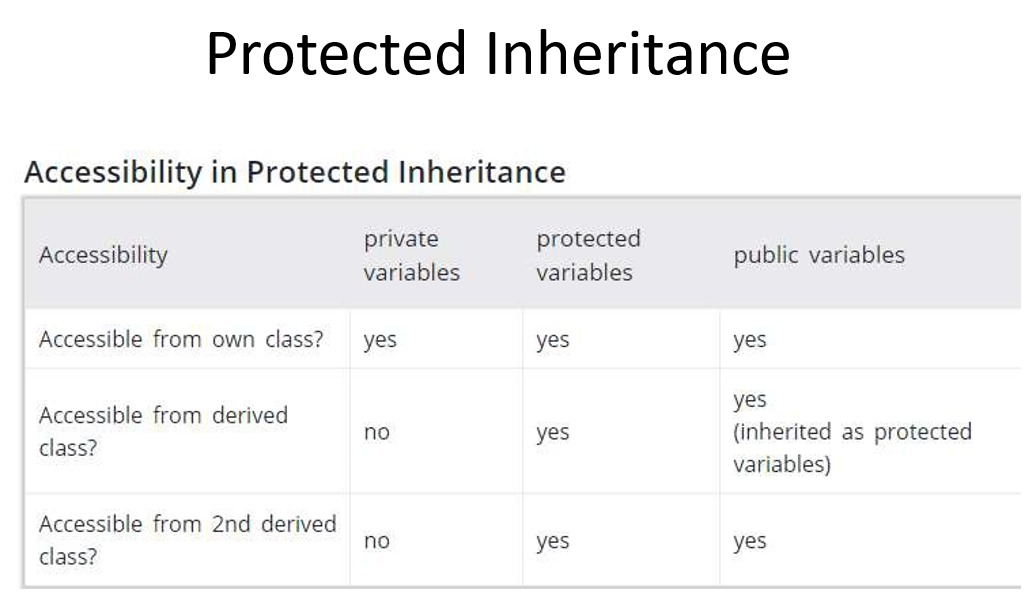 Protected Inheritance
Accessibility in Protected Inheritance
Accessibility
private
variables
protected
variables
public variables
Accessible from own class?
yes
yes
yes
Accessible from derived
class?
no
yes
yes
(inherited as protected
variables)
Accessible from 2nd derived
class?
no
yes
yes